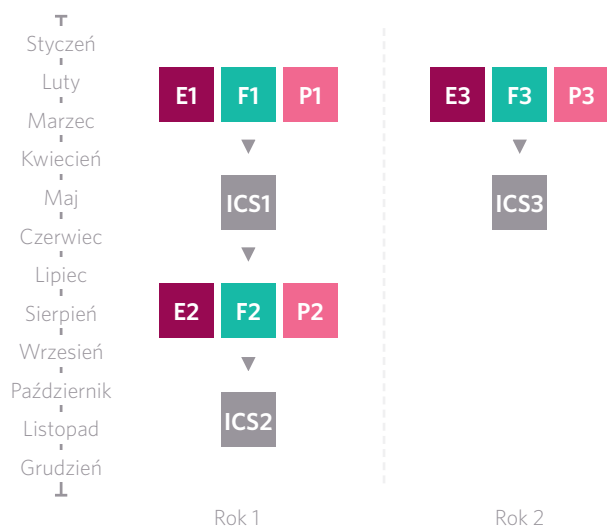 Styczeń
Luty
Marzec
Kwiecień
Maj
Czerwiec
Lipiec
Sierpień
Wrzesień
Październik
Listopad
Grudzień
E1 F1 P1
ICS1
E2 F2 P2
ICS2
Rok 1
E3 F3 P3
ICS3
Rok 2